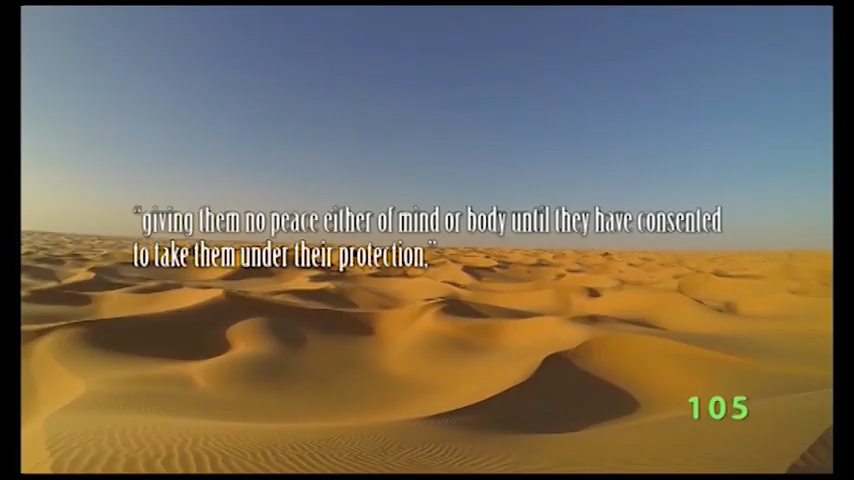 “giving them no peace either of mind or body until they have consented
to take them under their protection.”
105